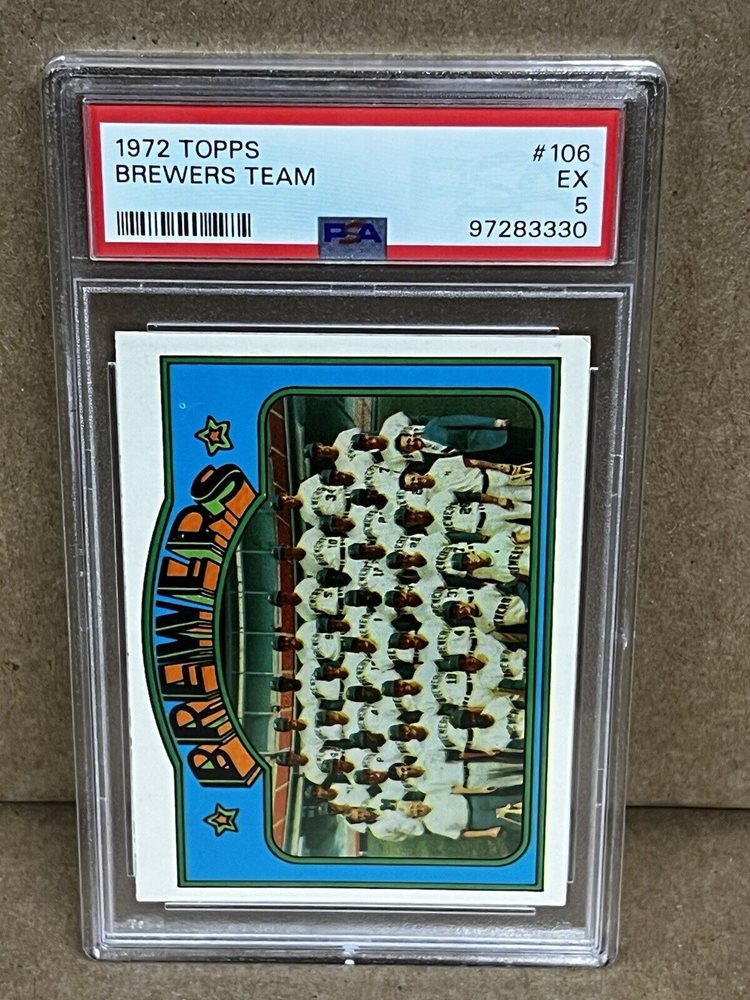 1972 TOPPS #106
BREWERS TEAM EX
5
PSA 97283330
BREWERS